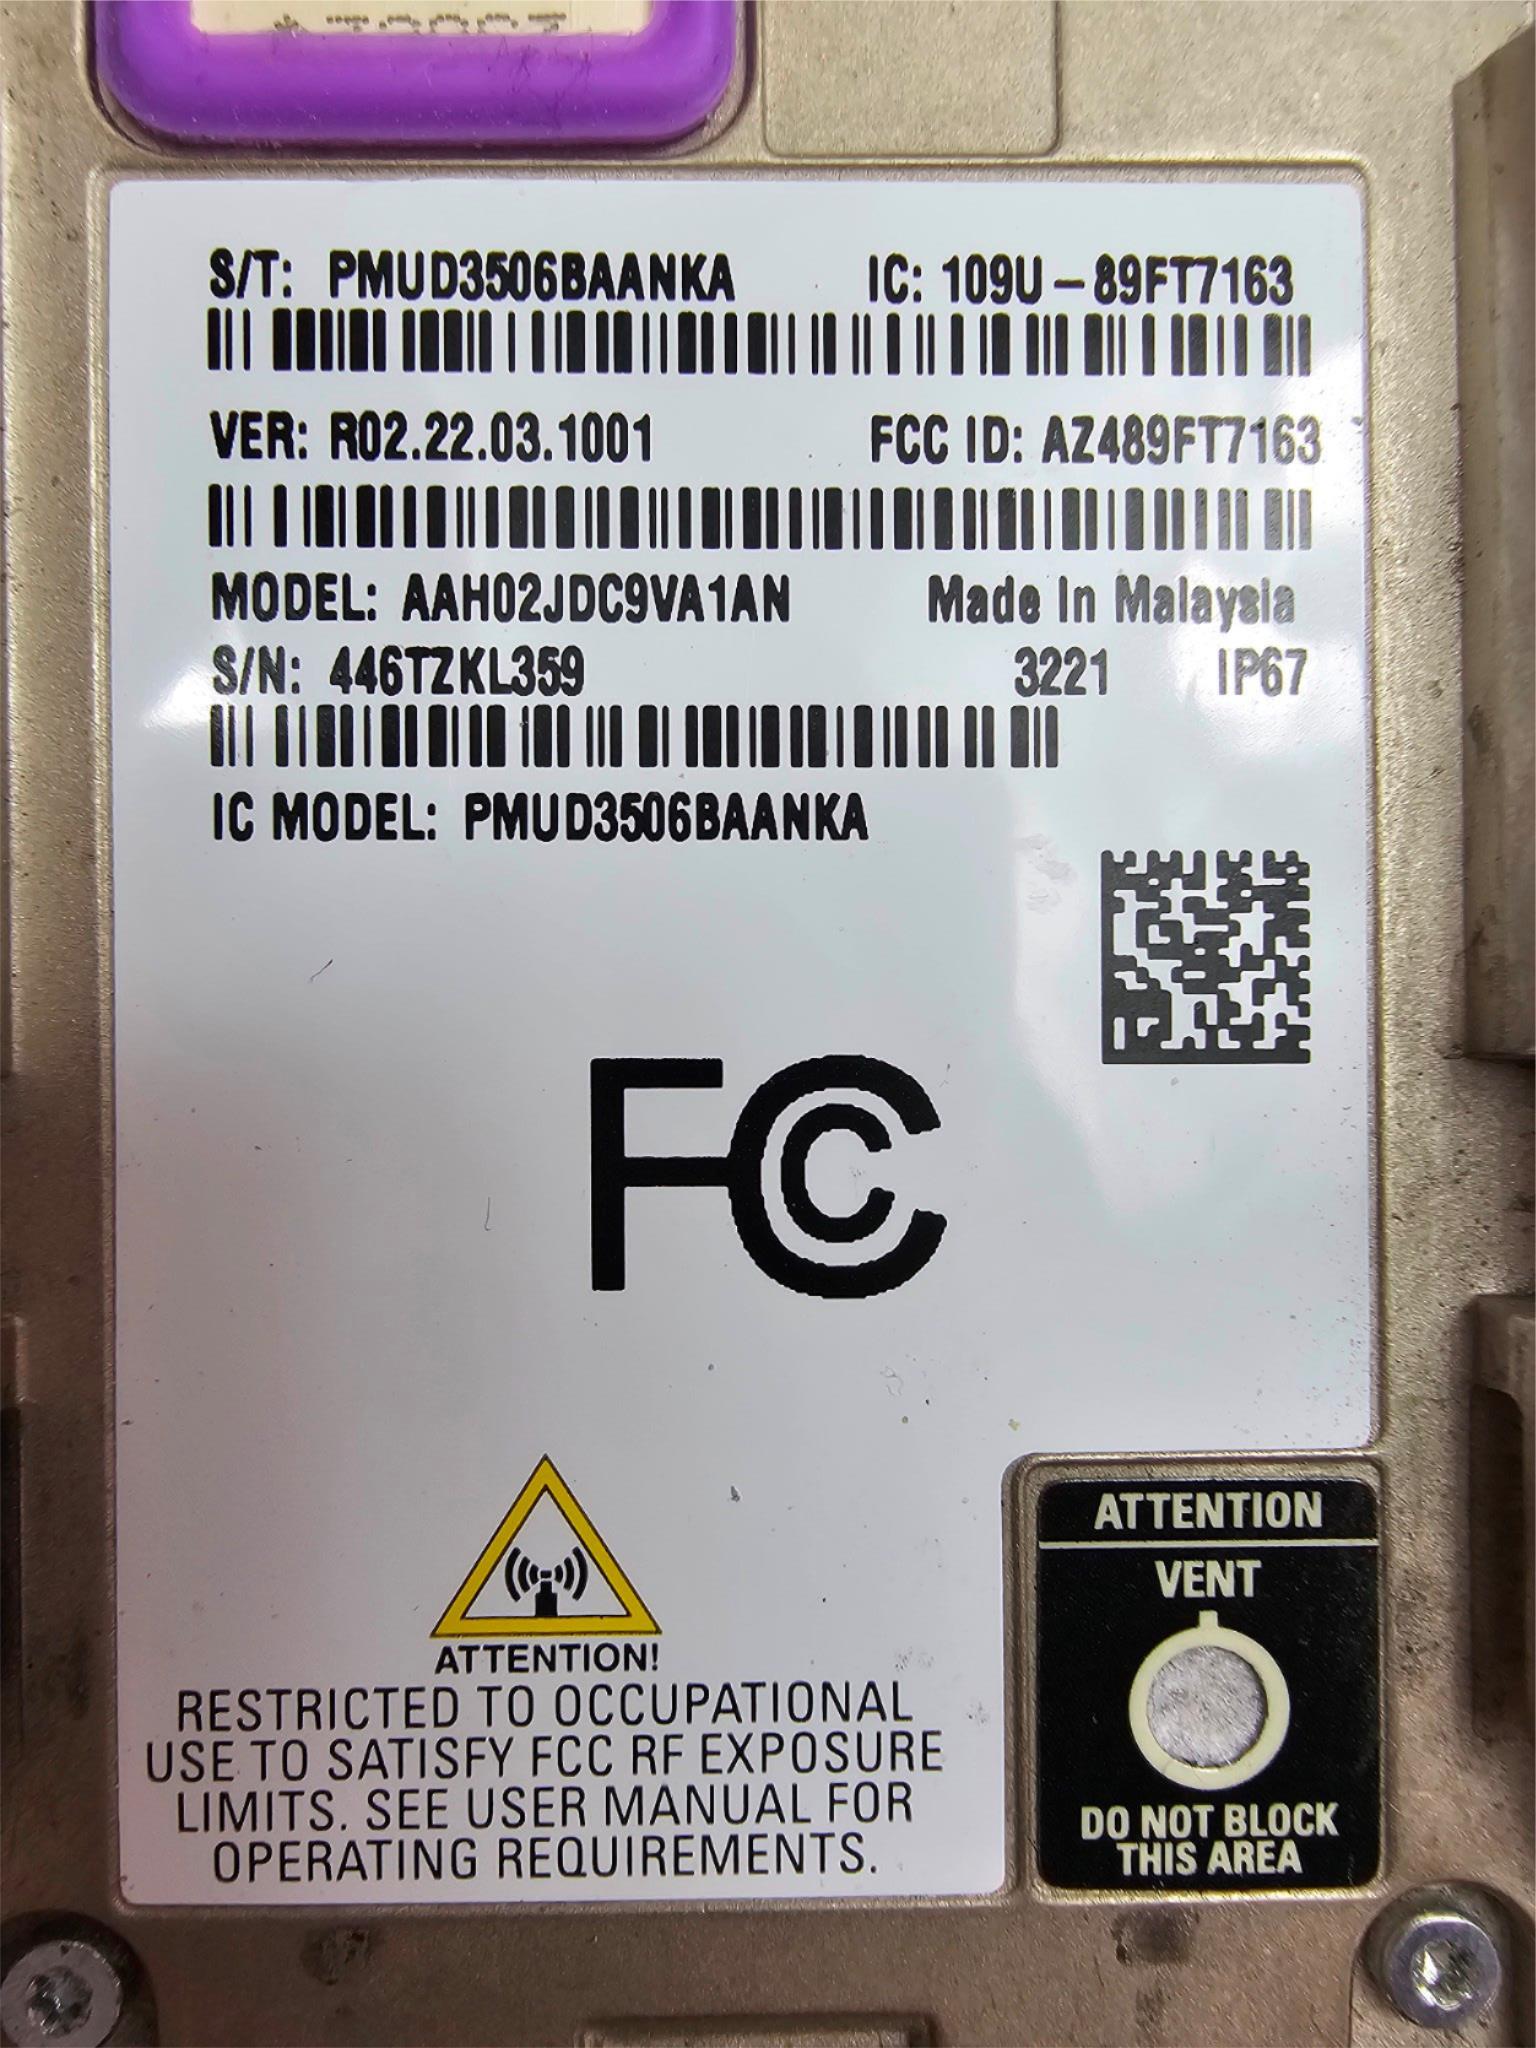 S/T: PMUD3506BAANKA IC: 109U-89FT7163
VER: R02.22.03.1001 FCC ID: AZ489FT7163
MODEL: AAH02JDC9VA1AN Made In Malaysia
S/N: 446TZKL359 3221 IP67
IC MODEL: PMUD3506BAANKA
FC
ATTENTION!
RESTRICTED TO OCCUPATIONAL
USE TO SATISFY FCC RF EXPOSURE
LIMITS. SEE USER MANUAL FOR
OPERATING REQUIREMENTS.
ATTENTION
VENT
DO NOT BLOCK
THIS AREA